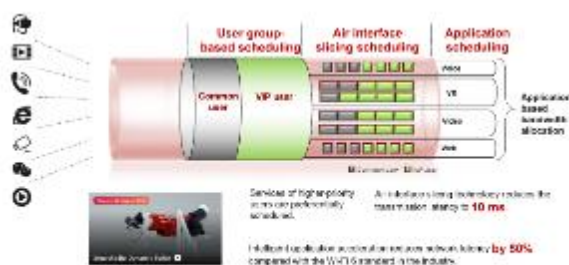 User group-
based scheduling
Air interface
slicing scheduling
Application
scheduling
Common
user
VIP user
Voice
VR
Video
Web
Application
based
bandwidth
allocation
Services of higher-priority
users are preferentially
scheduled.
Air interface slicing technology reduces the
transmission latency to 10 ms.
Intelligent application acceleration reduces network latency by 50%
compared with the Wi-Fi 6 standard in the industry.